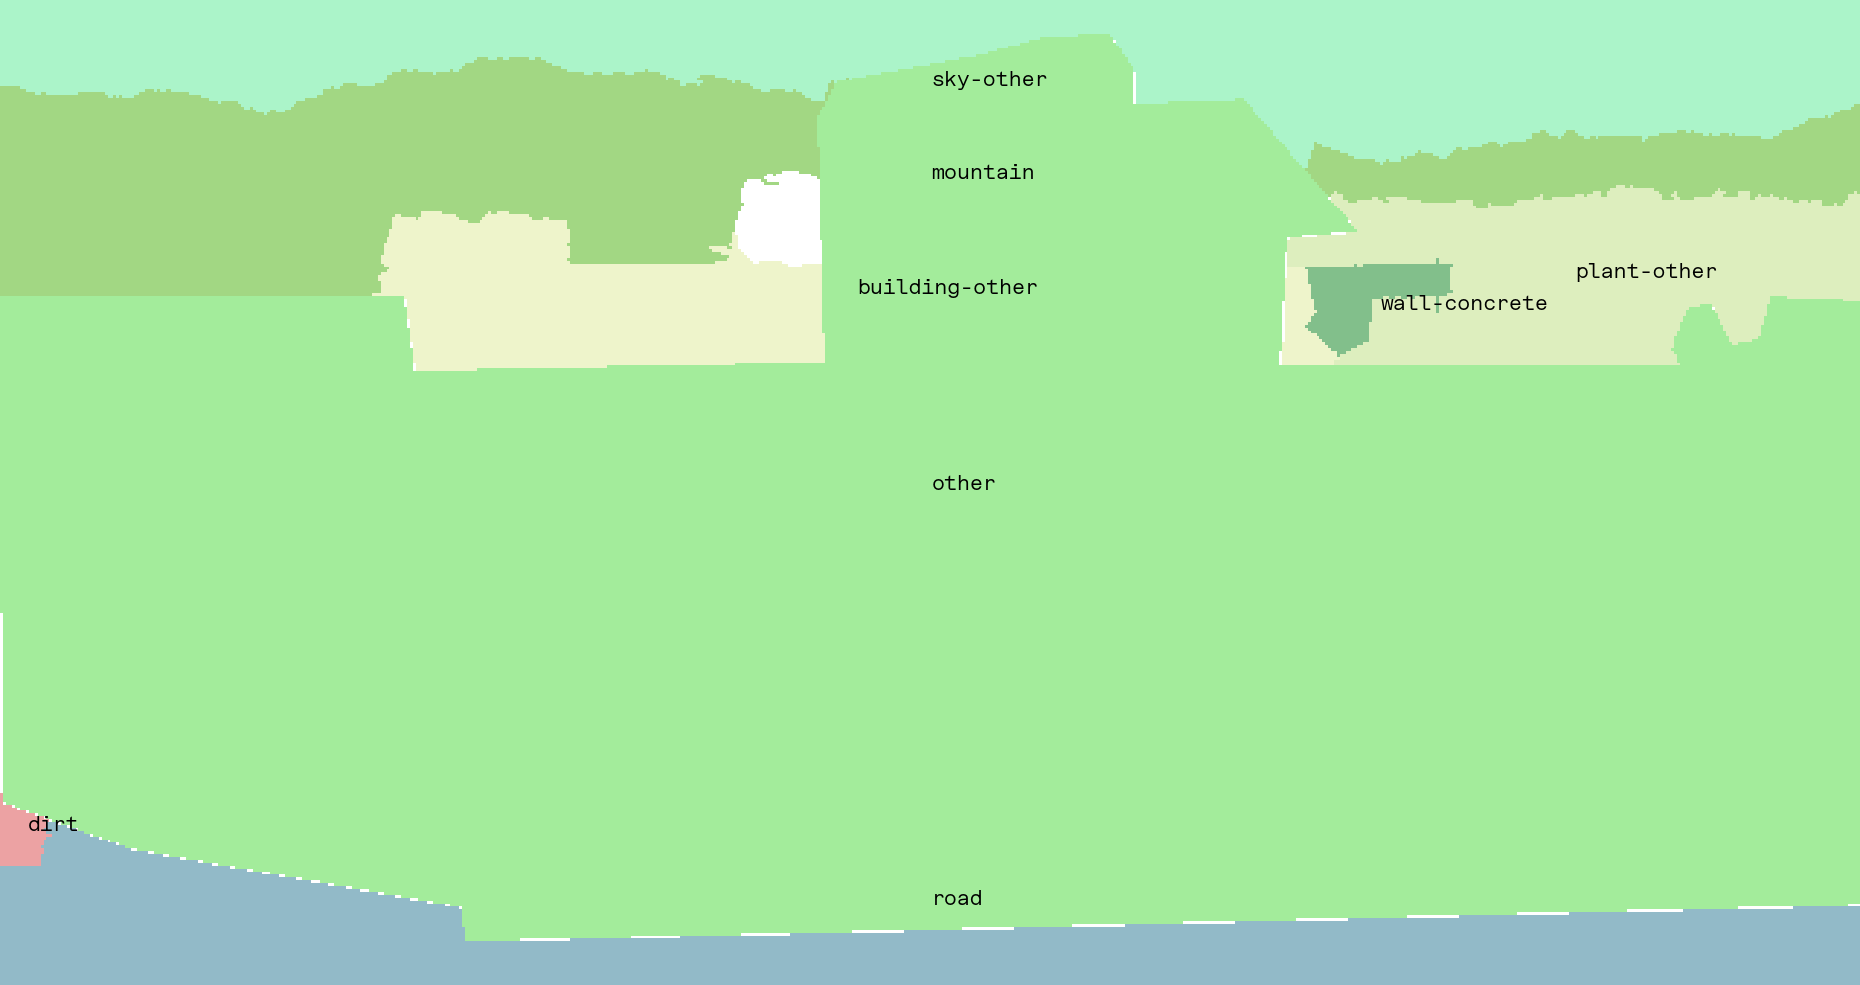 sky-other
mountain
plant-other
building-other
wall-concrete
other
dirt
road